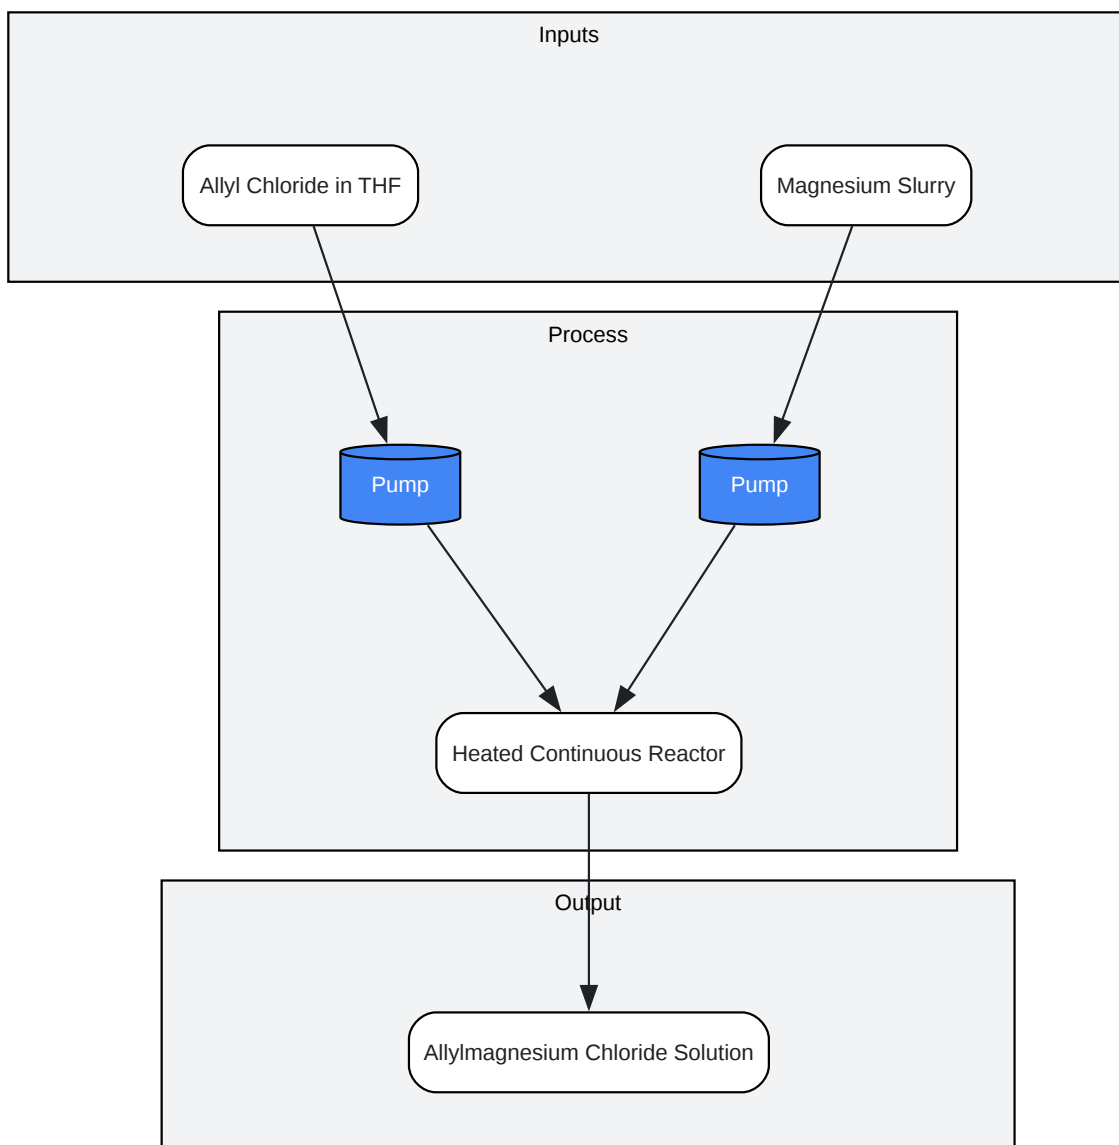 Inputs
Allyl Chloride in THF
Magnesium Slurry
Process
Pump
Pump
Heated Continuous Reactor
Output
Allylmagnesium Chloride Solution